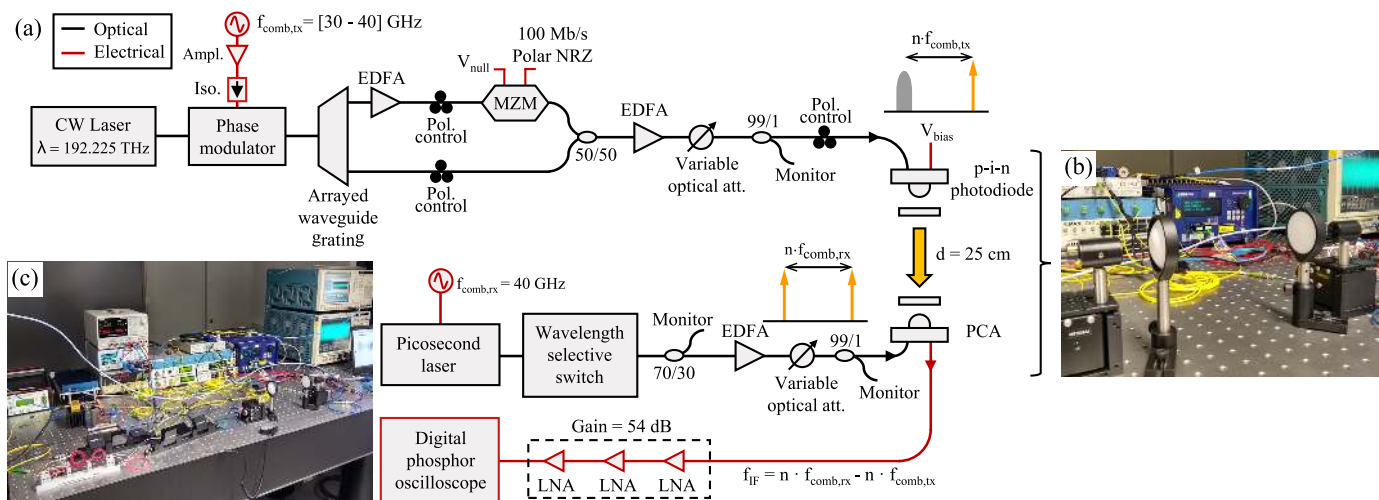 (a)
Optical
Electrical
f_comb,tx = [30 - 40] GHz
Ampl.
Iso.
CW Laser
λ = 192.225 THz
Phase
modulator
Arrayed
waveguide
grating
EDFA
Pol.
control
V_null
100 Mb/s
Polar NRZ
MZM
Pol.
control
50/50
EDFA
Variable
optical att.
99/1
Monitor
Pol.
control
n·f_comb,tx
V_bias
p-i-n
photodiode
d = 25 cm
PCA
(b)
(c)
f_comb,rx = 40 GHz
Picosecond
laser
Wavelength
selective
switch
Monitor
70/30
EDFA
n·f_comb,rx
Variable
optical att.
99/1
Monitor
Digital
phosphor
oscilloscope
Gain = 54 dB
LNA LNA LNA
f_IF = n · f_comb,rx - n · f_comb,tx